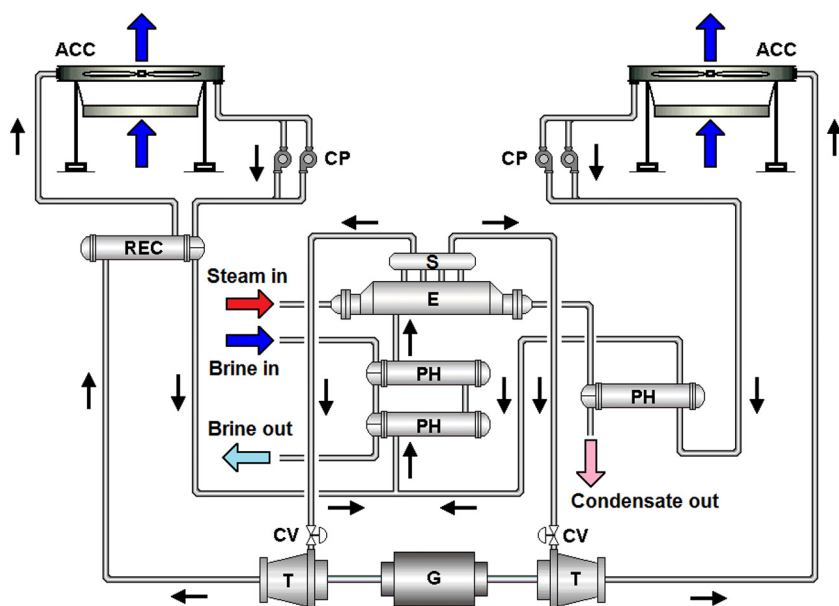 ACC
ACC
CP
CP
REC
S
Steam in
E
Brine in
PH
PH
Brine out
PH
Condensate out
CV
CV
T
G
T